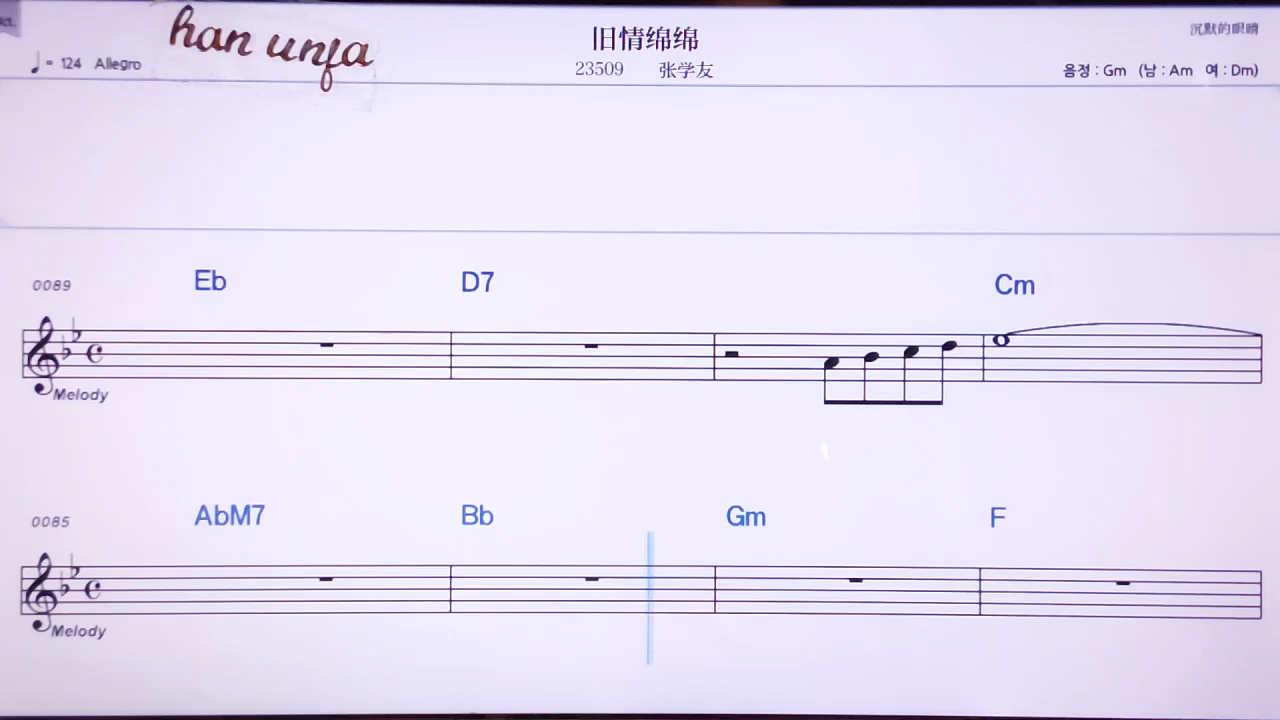 han unfa
旧情绵绵
沉默的眼睛
♩= 124 Allegro
23509 张学友
음정 : Gm (남 : Am 여 : Dm)
0089 Eb D7 Cm
Melody
0085 AbM7 Bb Gm F
Melody